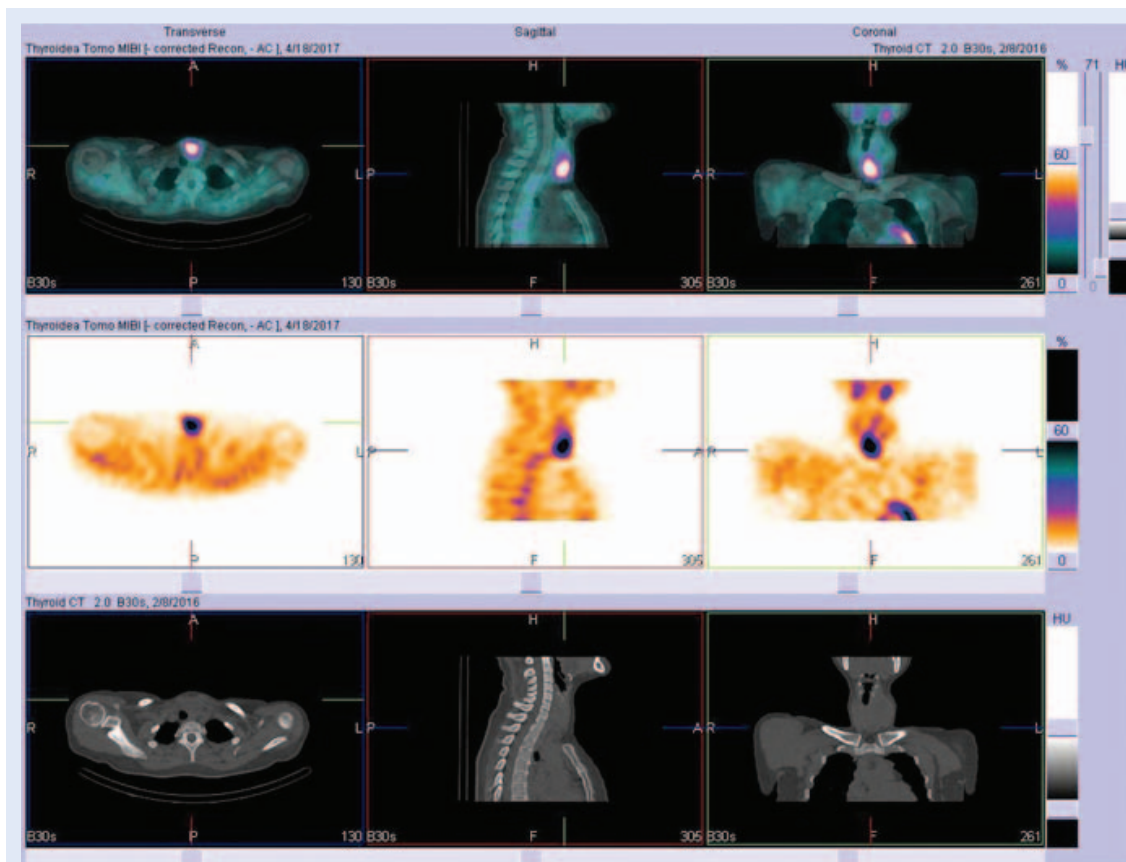 Transverse Sagittal Coronal
Thyroidea Tomo MIBI [- corrected Recon, - AC ], 4/18/2017 Thyroid CT 2.0 B30s, 2/8/2016 % 71 HU
A H H
R L P A R L 60
P F F
B30s 130 B30s 305 B30s 261 0 0
Thyroidea Tomo MIBI [- corrected Recon, - AC ], 4/18/2017 %
A H H
R L P A R L 60
P F F
130 305 261 0
Thyroid CT 2.0 B30s, 2/8/2016 HU
A H H
R L P A R L
P F F
B30s 130 B30s 305 B30s 261